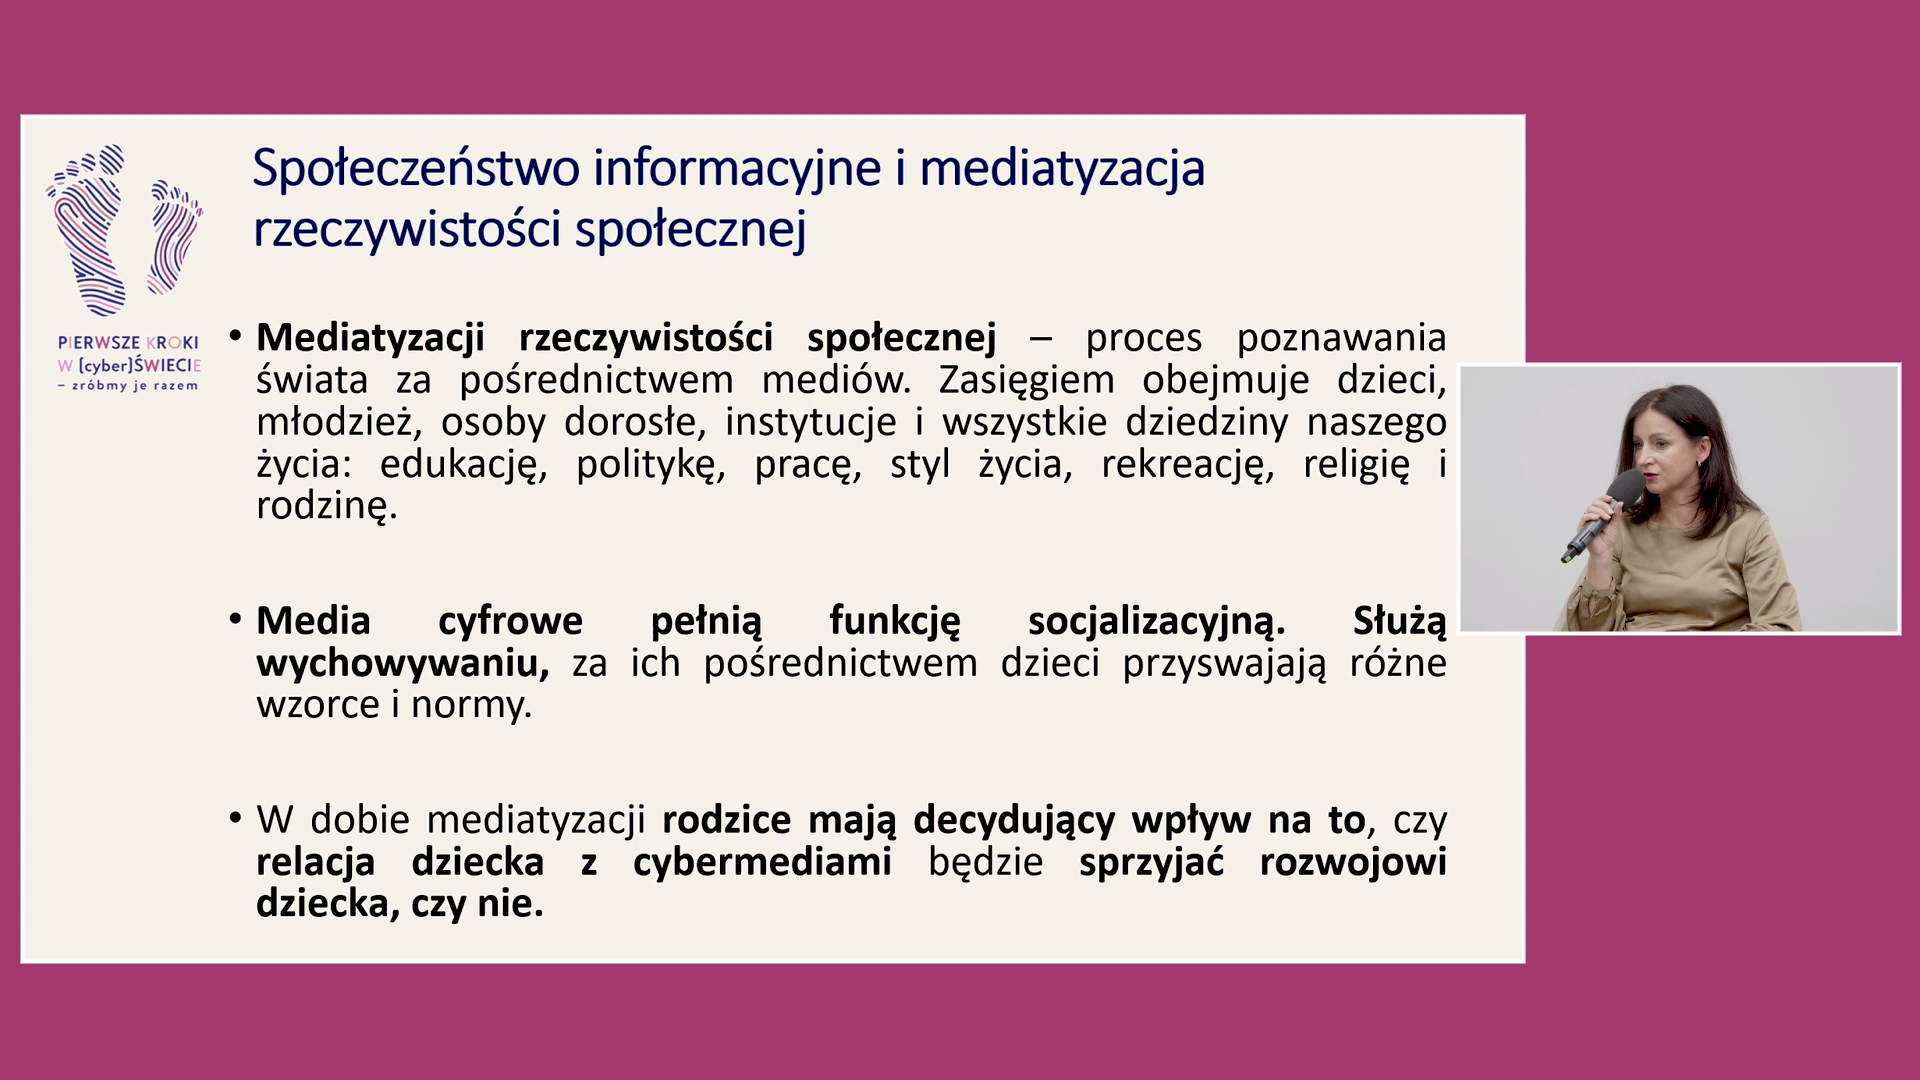 Społeczeństwo informacyjne i mediatyzacja
rzeczywistości społecznej
PIERWSZE KROKI
W [cyber]ŚWIECIE
– zróbmy je razem
• Mediatyzacji rzeczywistości społecznej – proces poznawania
świata za pośrednictwem mediów. Zasięgiem obejmuje dzieci,
młodzież, osoby dorosłe, instytucje i wszystkie dziedziny naszego
życia: edukację, politykę, pracę, styl życia, rekreację, religię i
rodzinę.
• Media cyfrowe pełnią funkcję socjalizacyjną. Służą
wychowywaniu, za ich pośrednictwem dzieci przyswajają różne
wzorce i normy.
• W dobie mediatyzacji rodzice mają decydujący wpływ na to, czy
relacja dziecka z cybermediami będzie sprzyjać rozwojowi
dziecka, czy nie.